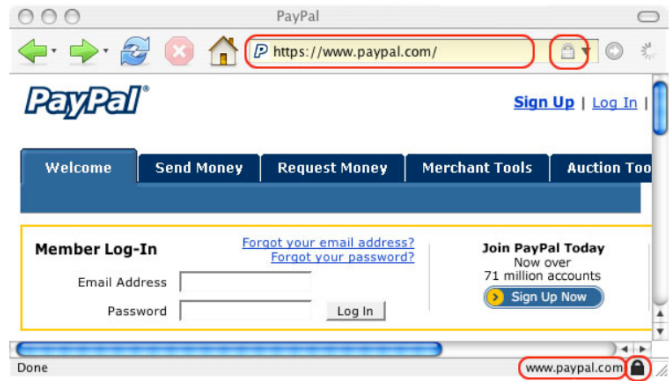 PayPal
P https://www.paypal.com/
PayPal®
Sign Up | Log In |
Welcome Send Money Request Money Merchant Tools Auction Too
Member Log-In
Forgot your email address?
Forgot your password?
Email Address
Password
Log In
Join PayPal Today
Now over
71 million accounts
Sign Up Now
Done
www.paypal.com